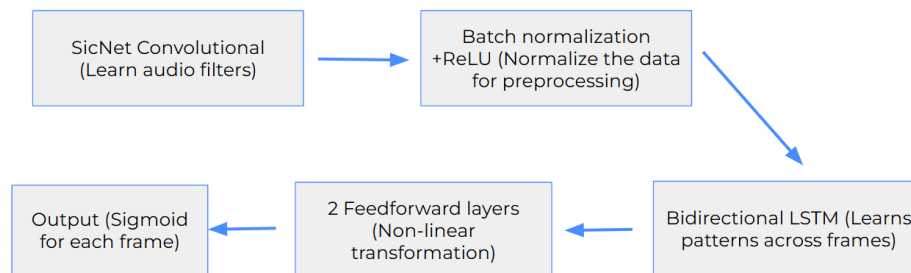 SicNet Convolutional
(Learn audio filters)
Batch normalization
+ReLU (Normalize the data
for preprocessing)
Bidirectional LSTM (Learns
patterns across frames)
2 Feedforward layers
(Non-linear
transformation)
Output (Sigmoid
for each frame)